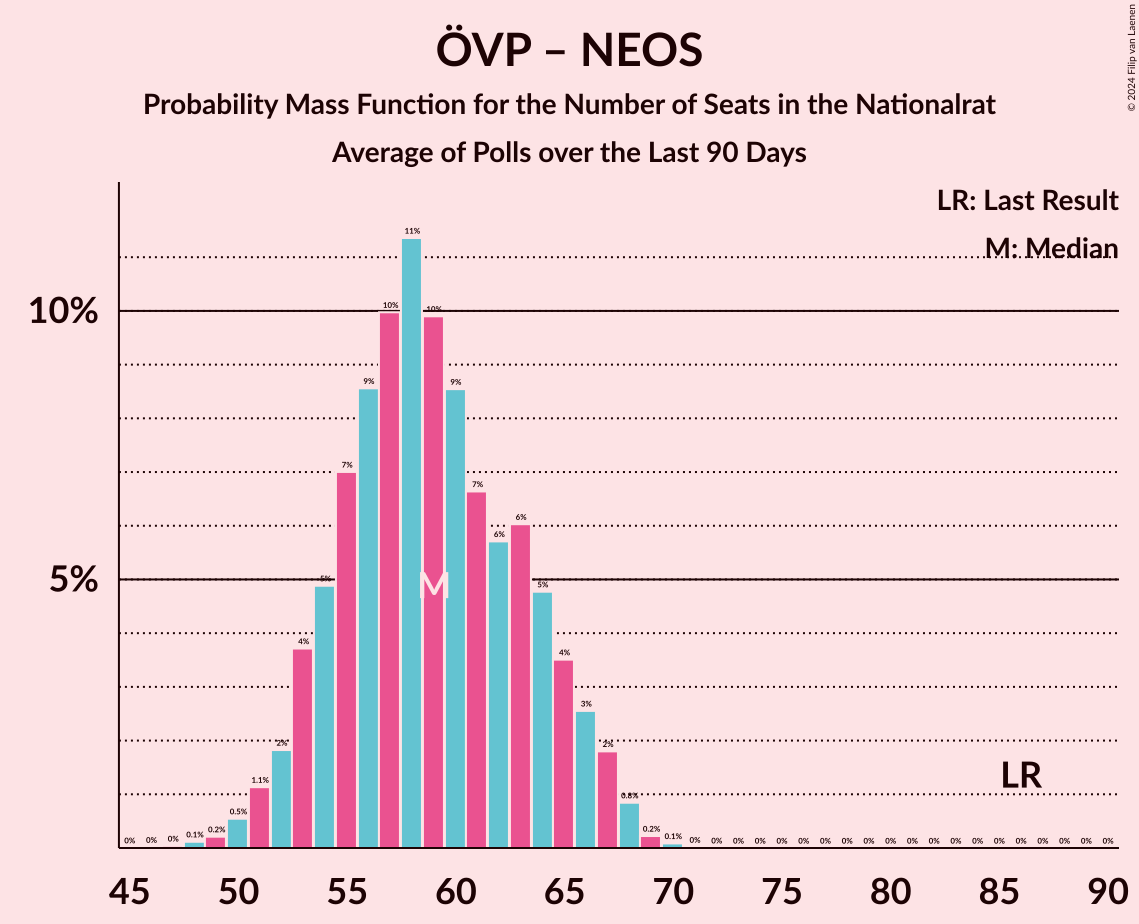 ÖVP – NEOS
Probability Mass Function for the Number of Seats in the Nationalrat
Average of Polls over the Last 90 Days
© 2024 Filip van Laenen
LR: Last Result
M: Median
10%
5%
0% 0% 0% 0.1% 0.2% 0.5% 1.1% 2% 4% 5% 7% 9% 10% 11% 10% 9% 7% 6% 6% 5% 4% 3% 2% 0.8% 0.2% 0.1% 0% 0% 0% 0% 0% 0% 0% 0% 0% 0% 0% 0% 0% 0% 0% 0% 0% 0% 0% 0%
M
LR
45 50 55 60 65 70 75 80 85 90